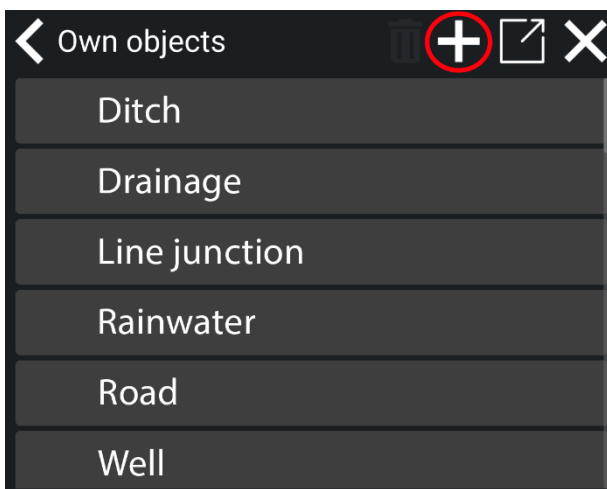 Own objects
Ditch
Drainage
Line junction
Rainwater
Road
Well